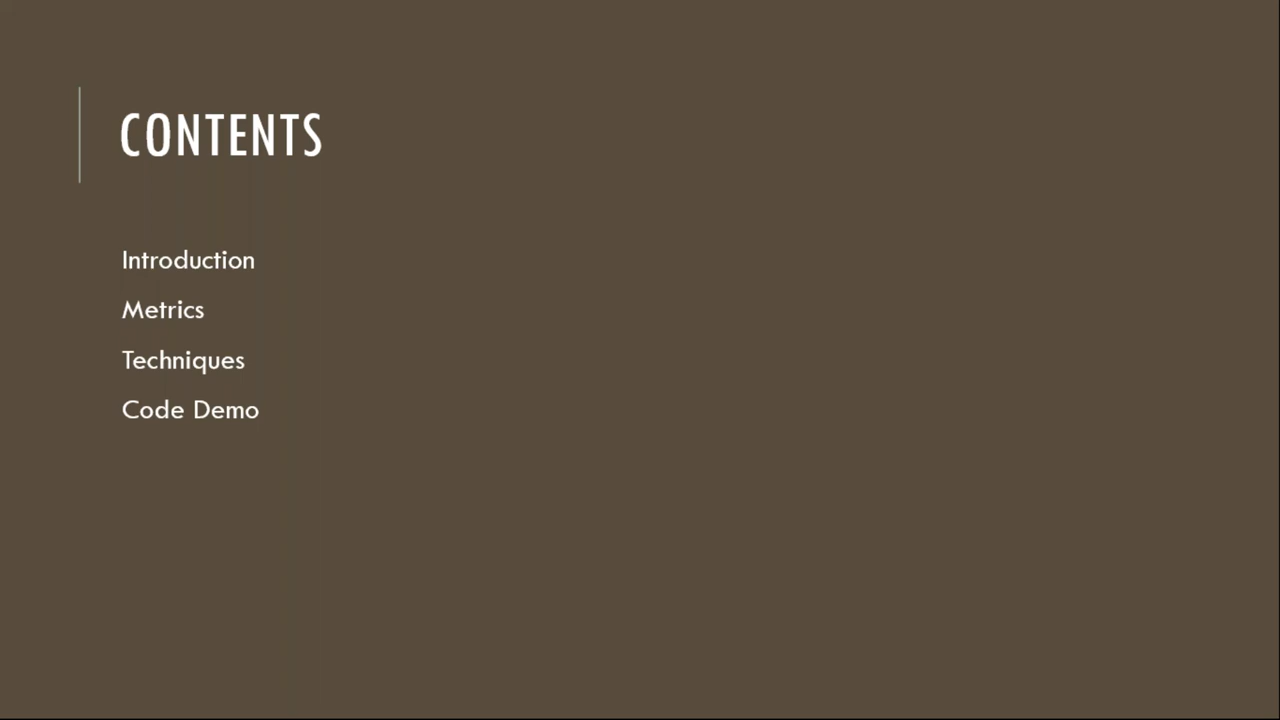 CONTENTS
Introduction
Metrics
Techniques
Code Demo